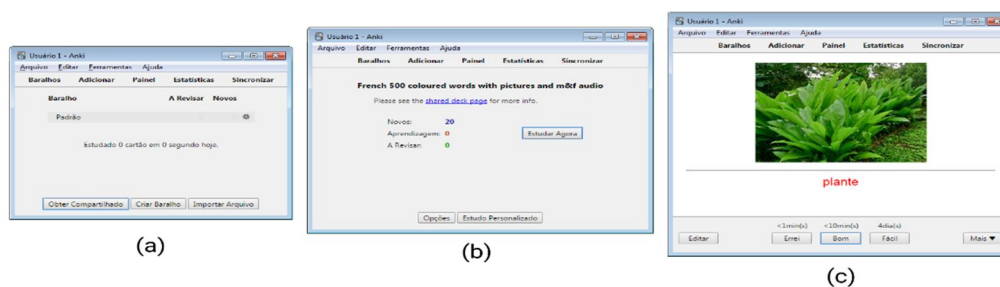 Usuário 1 - Anki
Arquivo Editar Ferramentas Ajuda
Baralhos Adicionar Painel Estatísticas Sincronizar
Baralho A Revisar Novos
Padrão
Estudado 0 cartão em 0 segundo hoje.
Obter Compartilhado Criar Baralho Importar Arquivo
(a)
Usuário 1 - Anki
Arquivo Editar Ferramentas Ajuda
Baralhos Adicionar Painel Estatísticas Sincronizar
French 500 coloured words with pictures and m&f audio
Please see the shared deck page for more info.
Novos: 20
Aprendizagem: 0
A Revisar: 0
Estudar Agora
Opções Estudo Personalizado
(b)
Usuário 1 - Anki
Arquivo Editar Ferramentas Ajuda
Baralhos Adicionar Painel Estatísticas Sincronizar
plante
<1min(s) <10min(s) 4dia(s)
Editar Errei Bom Fácil Mais ▼
(c)